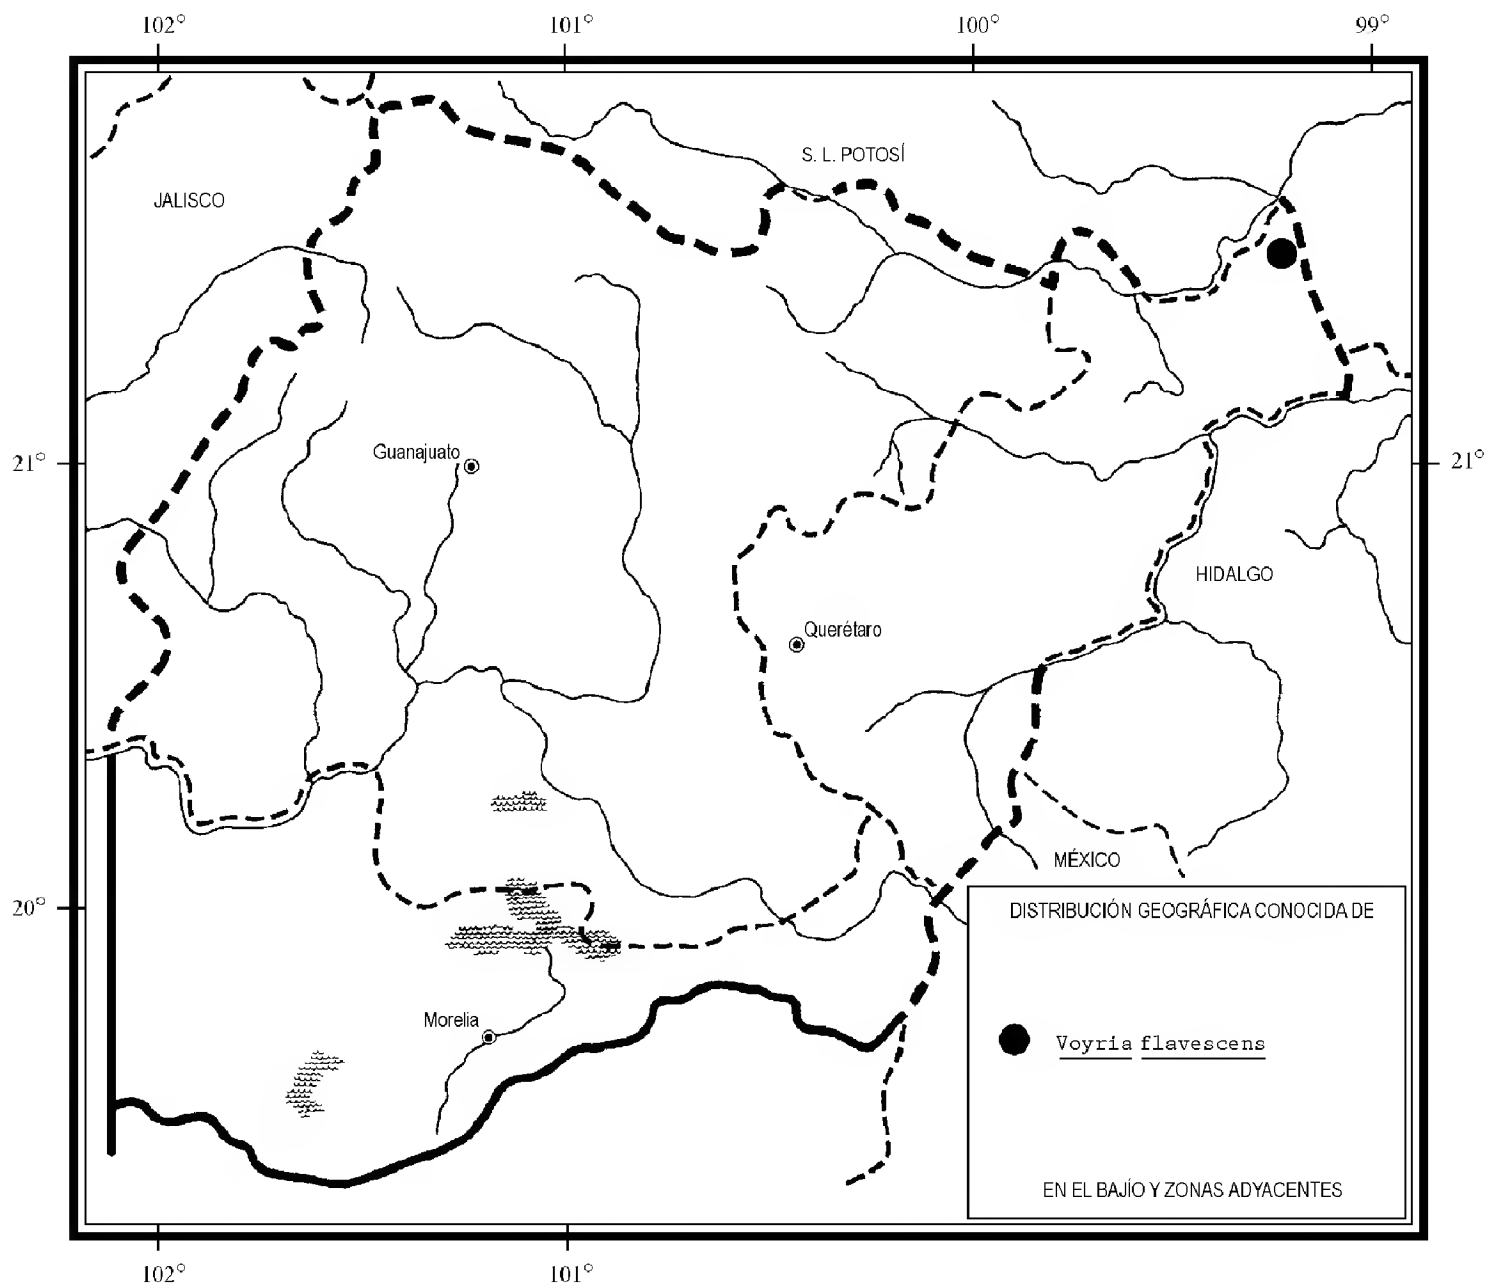 102° 101° 100° 99°
S. L. POTOSÍ
JALISCO
Guanajuato
21° 21°
HIDALGO
Querétaro
MÉXICO
20°
DISTRIBUCIÓN GEOGRÁFICA CONOCIDA DE
Morelia
Voyria flavescens
EN EL BAJÍO Y ZONAS ADYACENTES
102° 101°